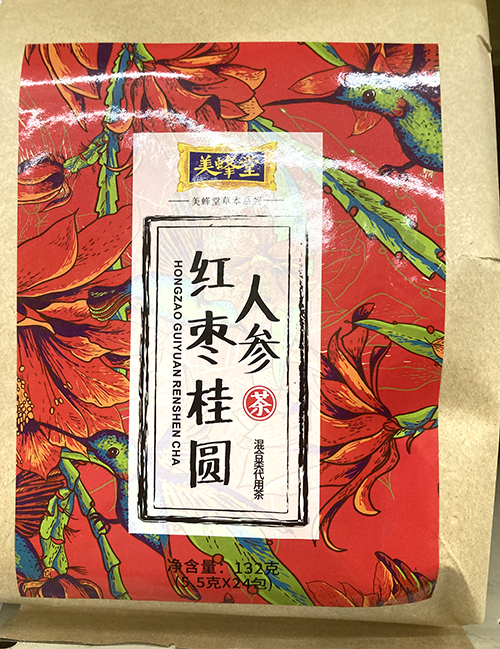 美蜂堂
美蜂堂草本系列
红枣桂圆
人参
茶
HONGZAO GUIYUAN RENSHEN CHA
混合类代用茶
净含量：132克
(5.5克X24包)